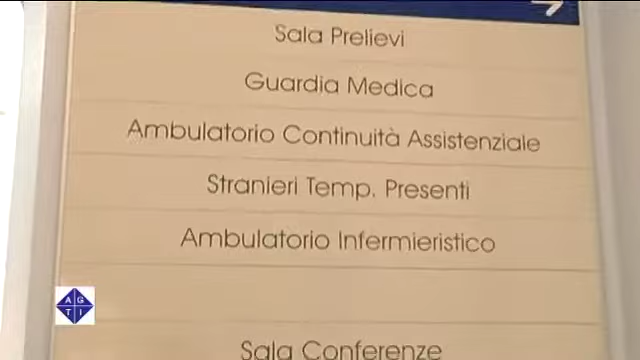 Sala Prelievi
Guardia Medica
Ambulatorio Continuità Assistenziale
Stranieri Temp. Presenti
Ambulatorio Infermieristico
Sala Conferenze
A G
T I